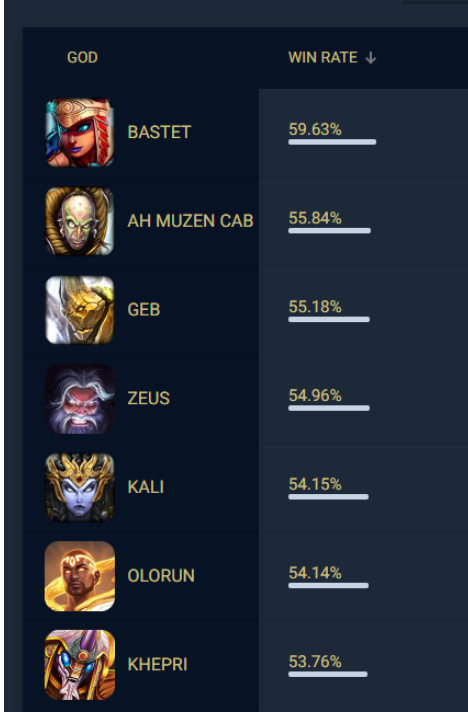 GOD WIN RATE
BASTET 59.63%
AH MUZEN CAB 55.84%
GEB 55.18%
ZEUS 54.96%
KALI 54.15%
OLORUN 54.14%
KHEPRI 53.76%